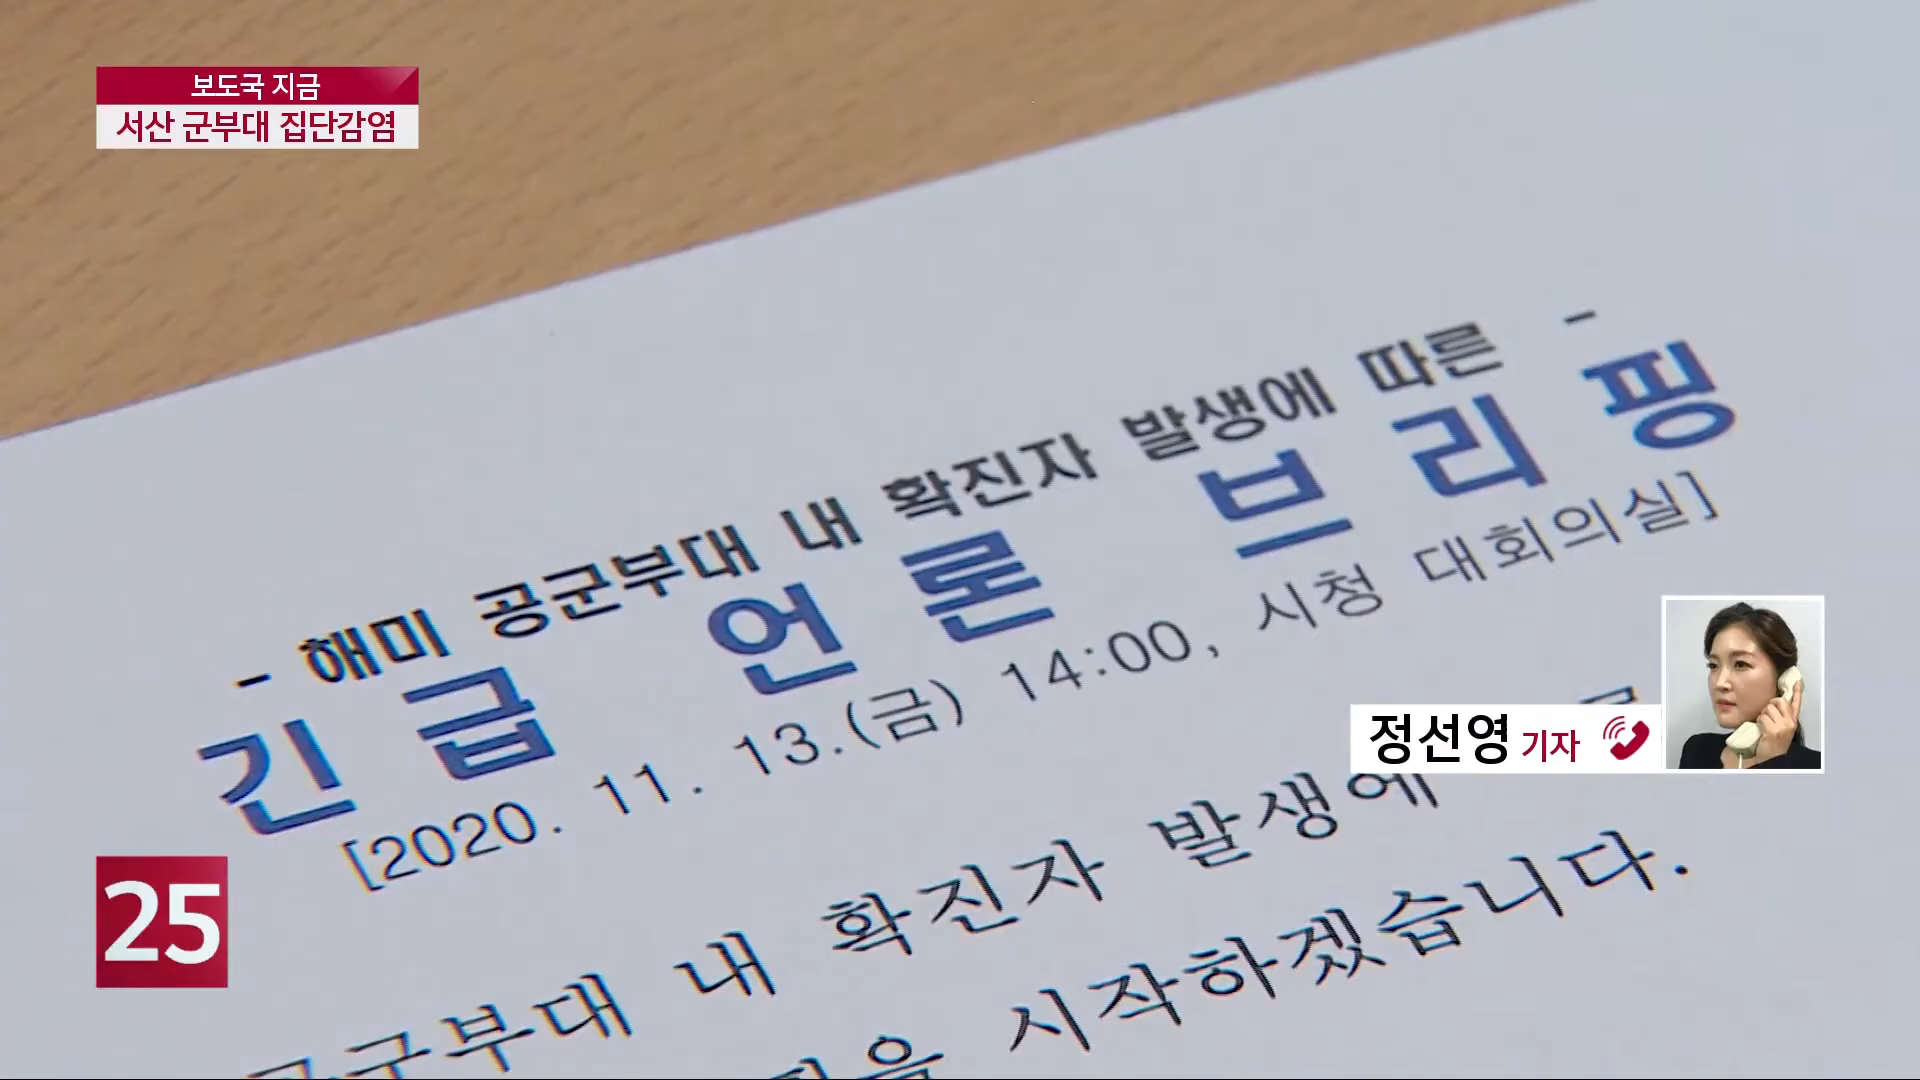 보도국 지금
서산 군부대 집단감염
- 해미 공군부대 내 확진자 발생에 따른 -
긴급 언론 브리핑
[2020. 11. 13.(금) 14:00, 시청 대회의실]
정선영 기자
공군부대 내 확진자 발생에
시작하겠습니다.
25